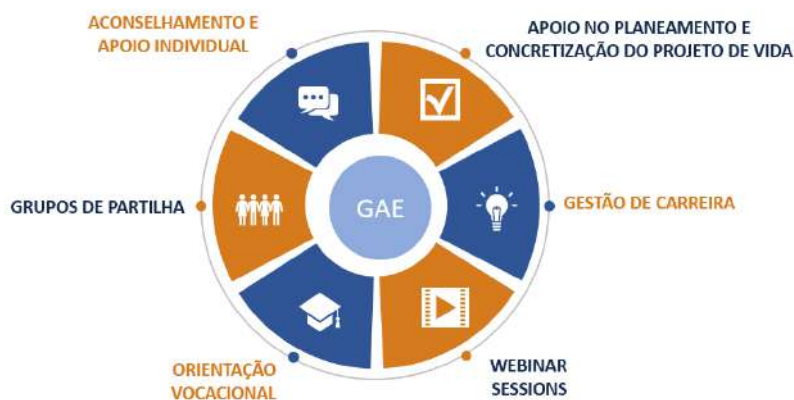 ACONSELHAMENTO E
APOIO INDIVIDUAL
APOIO NO PLANEAMENTO E
CONCRETIZAÇÃO DO PROJETO DE VIDA
GRUPOS DE PARTILHA
GAE
GESTÃO DE CARREIRA
ORIENTAÇÃO
VOCACIONAL
WEBINAR
SESSIONS